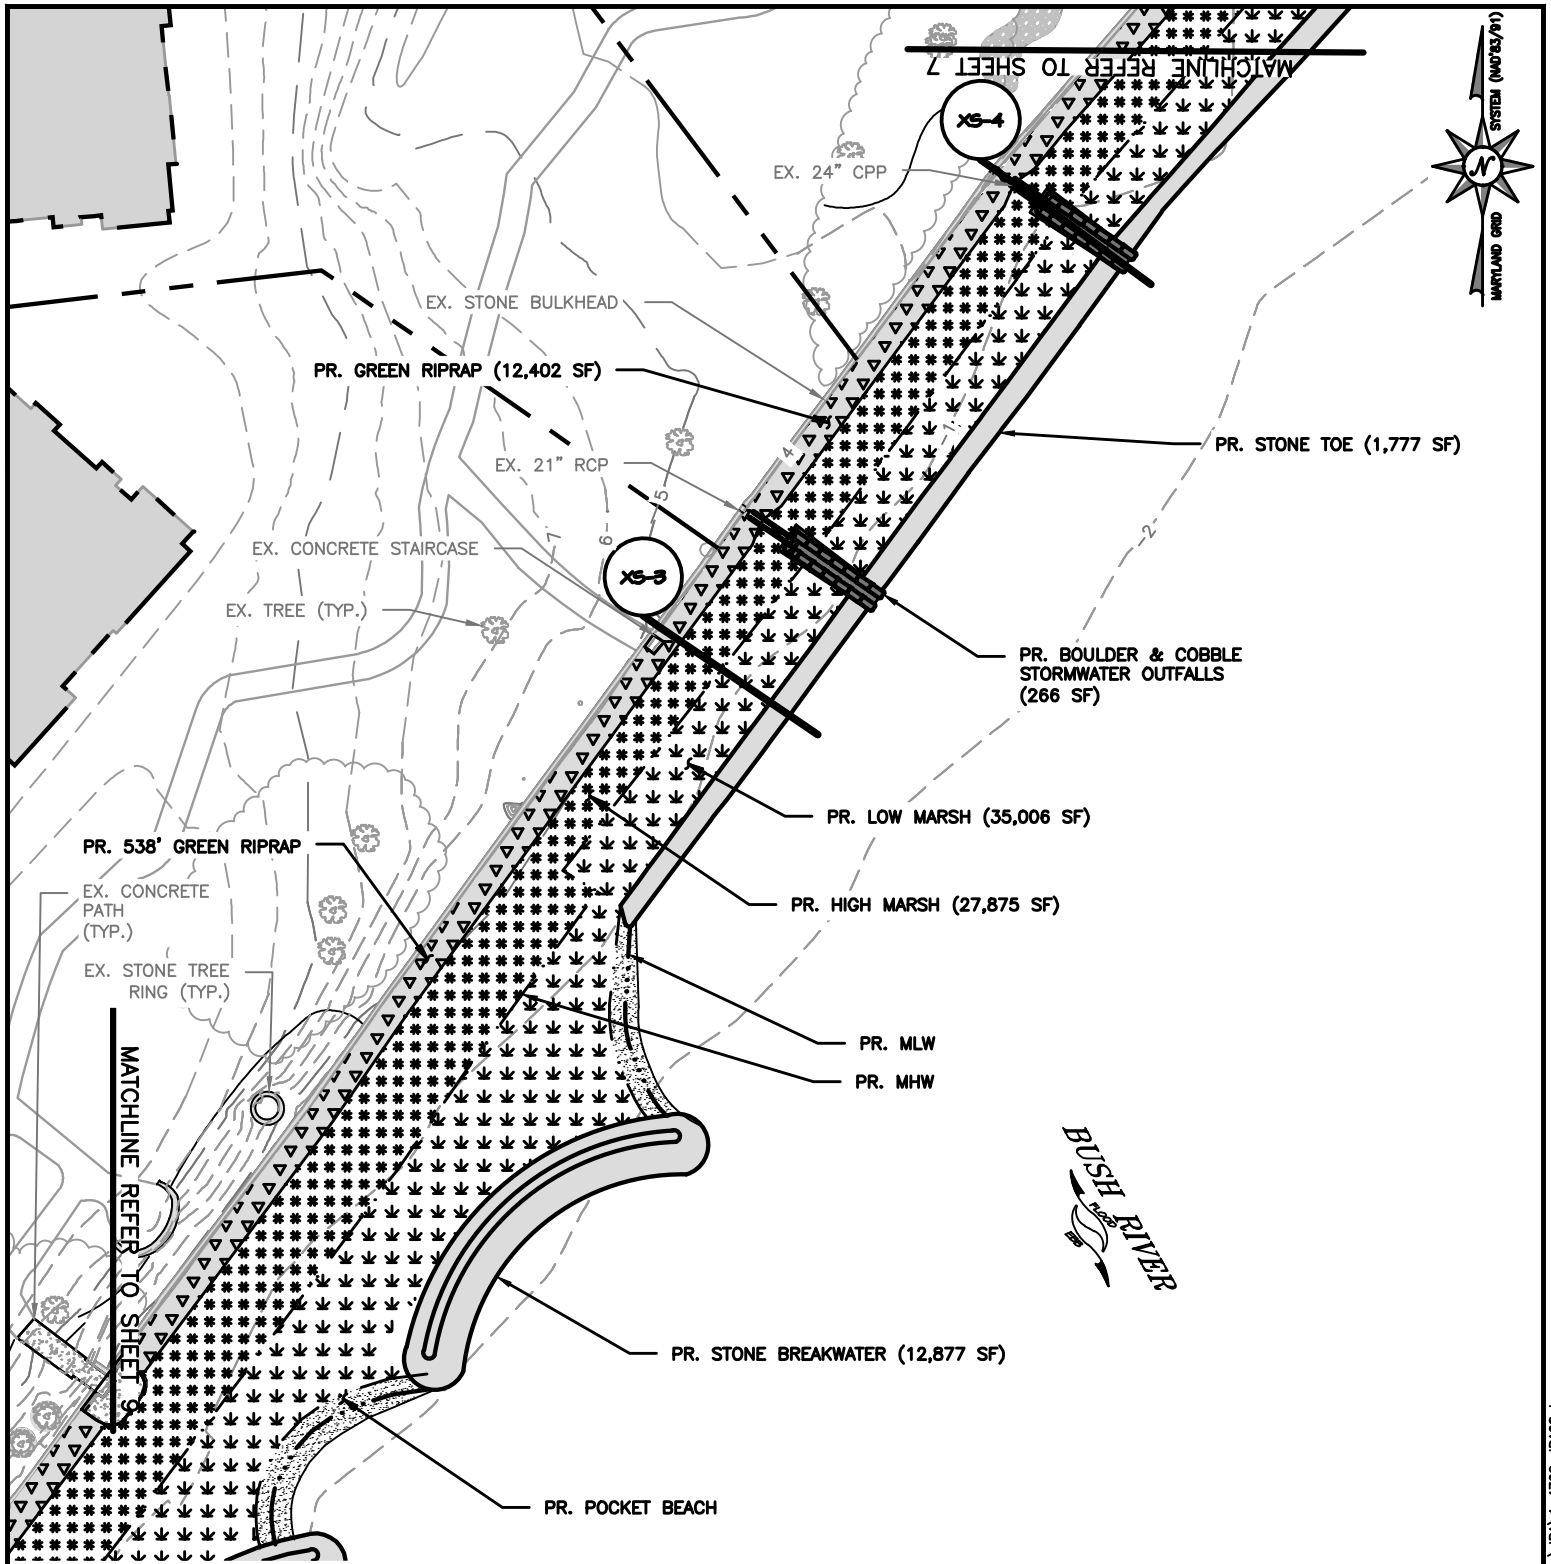 MATCHLINE REFER TO SHEET 7
SYSTEM (NAD'83/91)
N
MARYLAND GRID
XS-4
EX. 24" CPP
EX. STONE BULKHEAD
PR. GREEN RIPRAP (12,402 SF)
4
-1-
PR. STONE TOE (1,777 SF)
EX. 21" RCP
5
6
7
-2-
EX. CONCRETE STAIRCASE
XS-3
EX. TREE (TYP.)
PR. BOULDER & COBBLE
STORMWATER OUTFALLS
(266 SF)
PR. LOW MARSH (35,006 SF)
PR. 538' GREEN RIPRAP
EX. CONCRETE
PATH
(TYP.)
PR. HIGH MARSH (27,875 SF)
EX. STONE TREE
RING (TYP.)
PR. MLW
PR. MHW
MATCHLINE REFER TO SHEET 9
BUSH RIVER
FLOOD
EBB
PR. STONE BREAKWATER (12,877 SF)
PR. POCKET BEACH